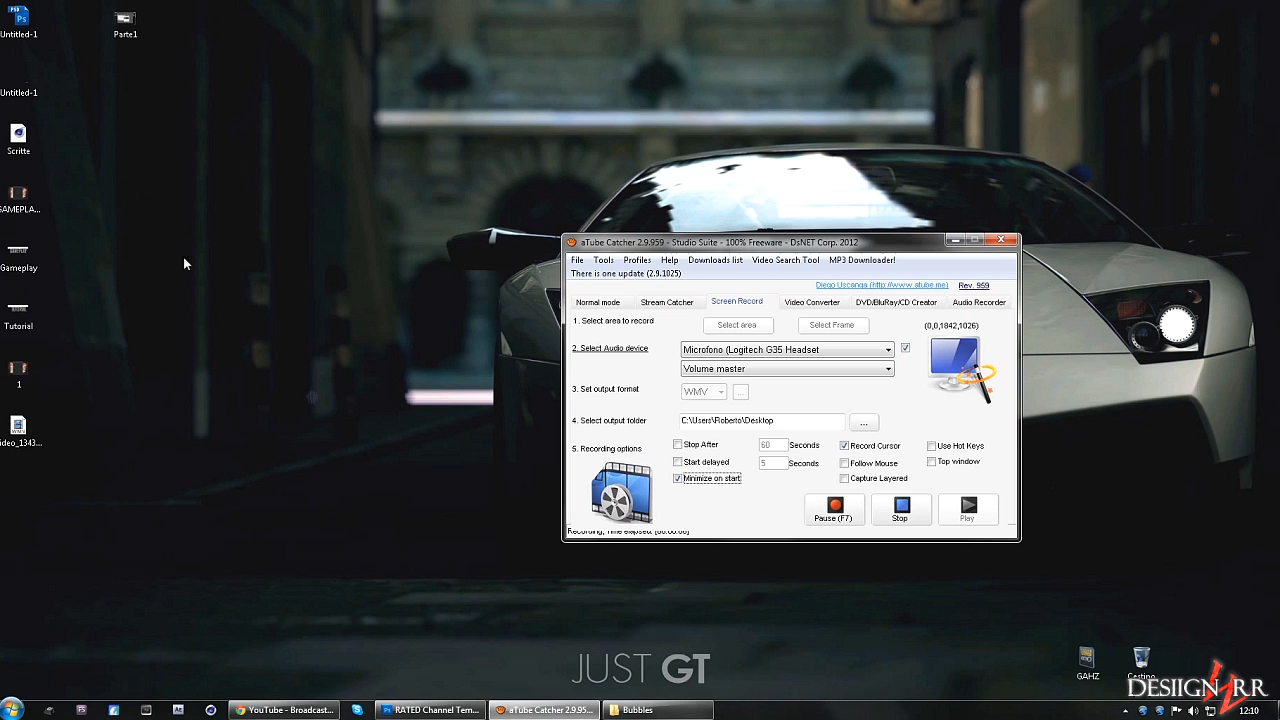 Untitled-1
Parte1
Untitled-1
Scritte
GAMEPLA...
Gameplay
Tutorial
1
ideo_1343...
aTube Catcher 2.9.959 - Studio Suite - 100% Freeware - DsNET Corp. 2012
File Tools Profiles Help Downloads list Video Search Tool MP3 Downloader!
There is one update (2.9.1025)
Diego Uscanga (http://www.atube.me) Rev. 959
Normal mode Stream Catcher Screen Record Video Converter DVD/BluRay/CD Creator Audio Recorder
1. Select area to record Select area Select Frame (0,0,1842,1026)
2. Select Audio device Microfono (Logitech G35 Headset
Volume master
3. Set output format WMV ...
4. Select output folder C:\Users\Roberto\Desktop ...
5. Recording options Stop After 60 Seconds Record Cursor Use Hot Keys
Start delayed 5 Seconds Follow Mouse Top window
Minimize on start Capture Layered
Pause (F7) Stop Play
Recording, Time elapsed: [00:00:00]
JUST GT
GAHZ
Cestino
DESIIGNZRR
YouTube - Broadcast... RATED Channel Tem... aTube Catcher 2.9.95... Bubbles 12:10